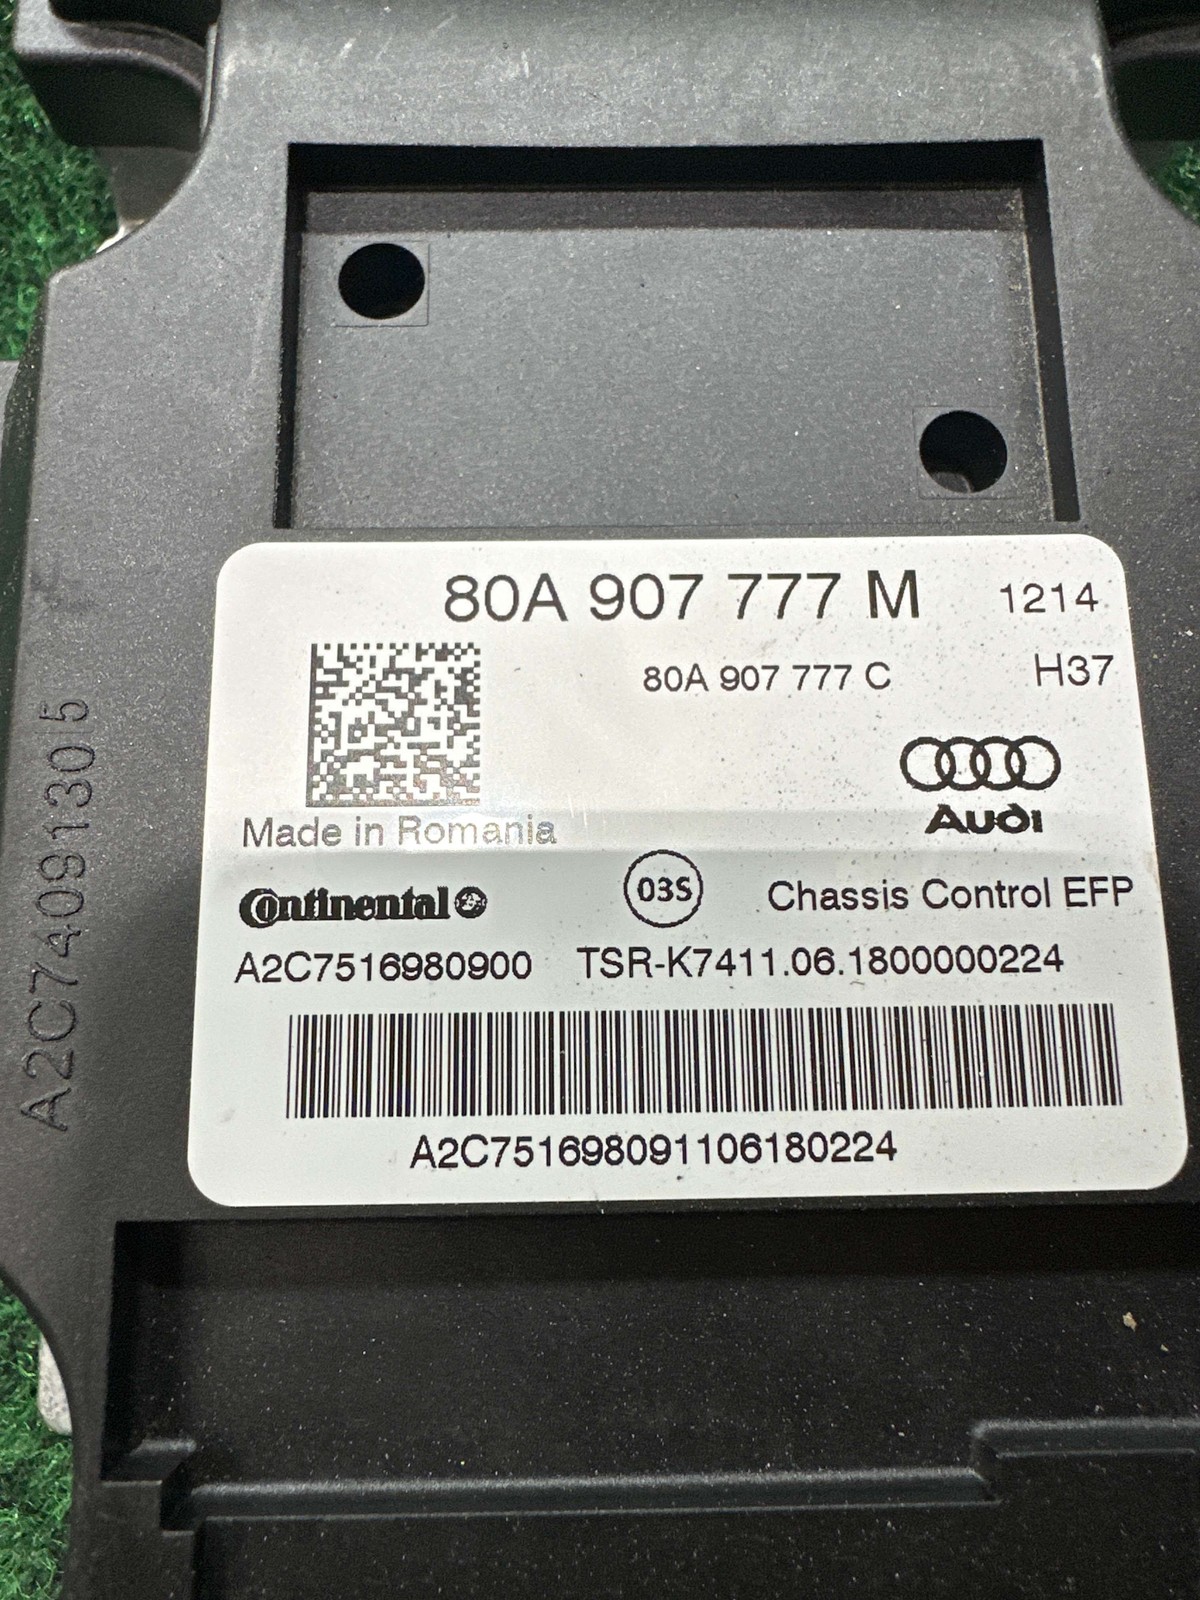 80A 907 777 M 1214
80A 907 777 C H37
Audi
Made in Romania
Continental 03S Chassis Control EFP
A2C7516980900 TSR-K7411.06.1800000224
A2C751698091106180224
A2C74091305